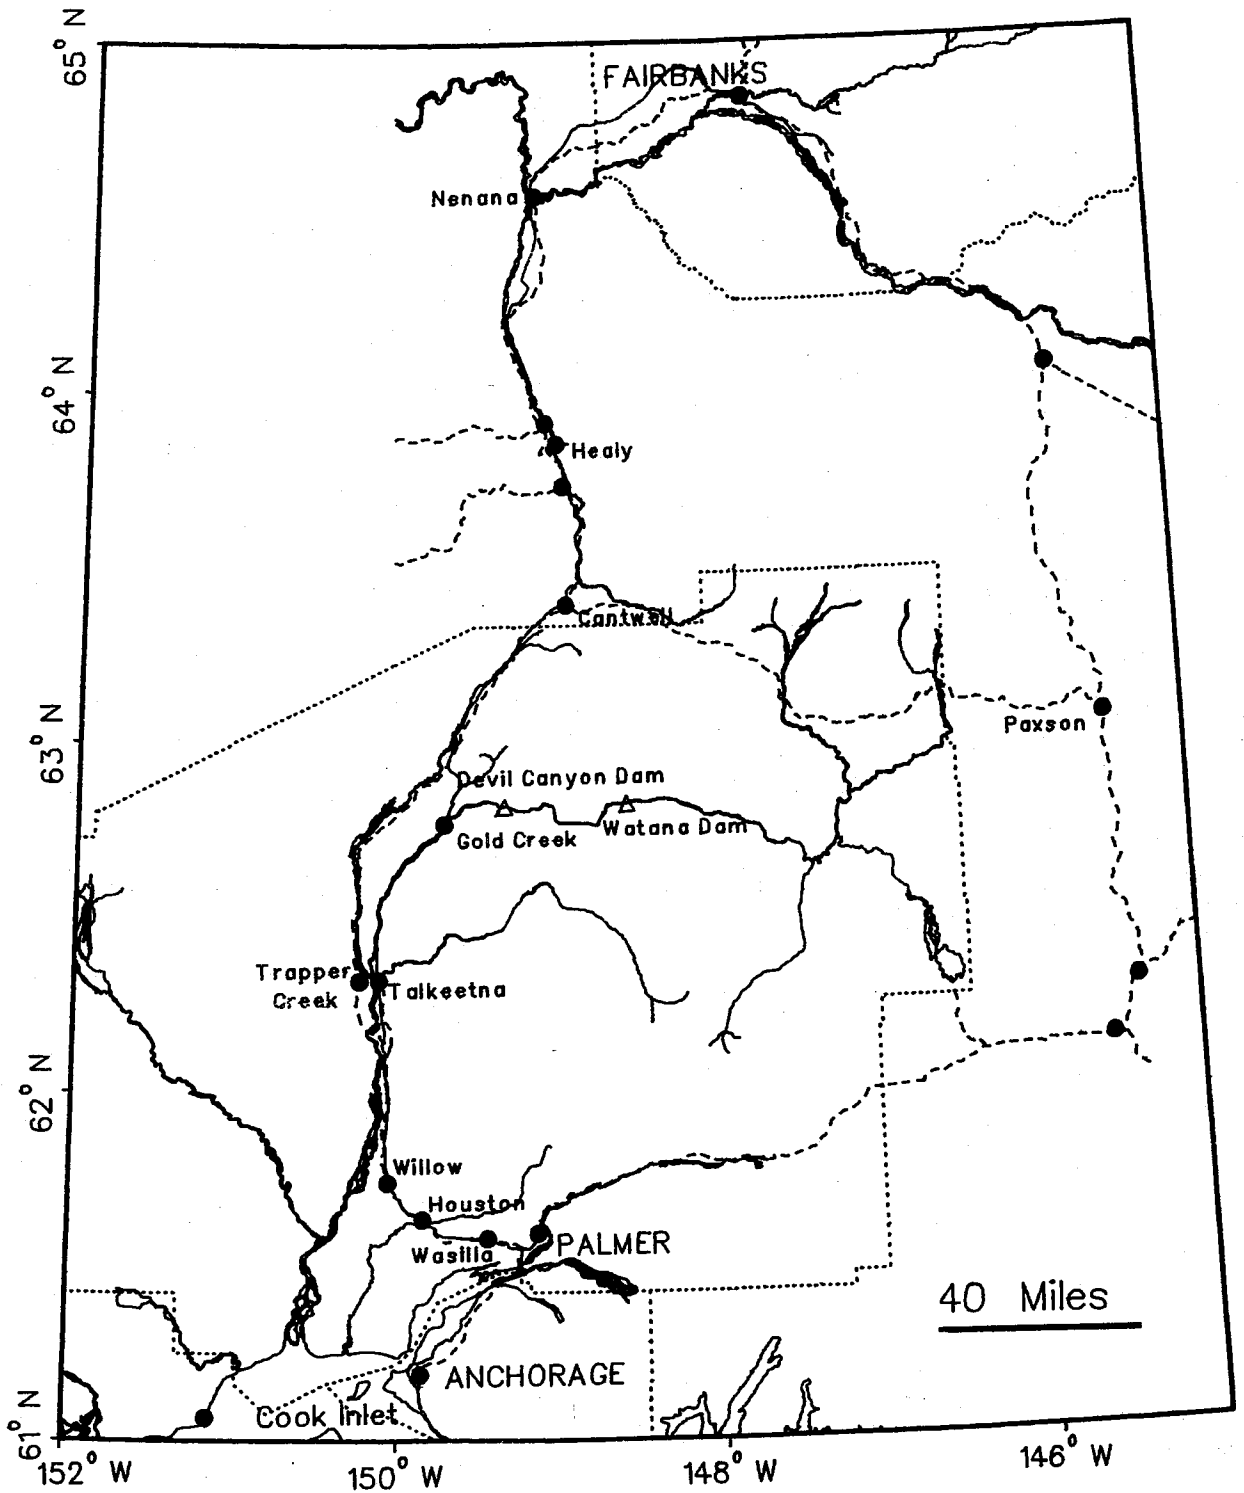 65° N
FAIRBANKS
Nenana
64° N
Healy
Cantwell
Paxson
63° N
Devil Canyon Dam
Watana Dam
Gold Creek
Trapper
Creek
Talkeetna
62° N
Willow
Houston
Wasilla
PALMER
40 Miles
ANCHORAGE
Cook Inlet
61° N
152° W
150° W
148° W
146° W